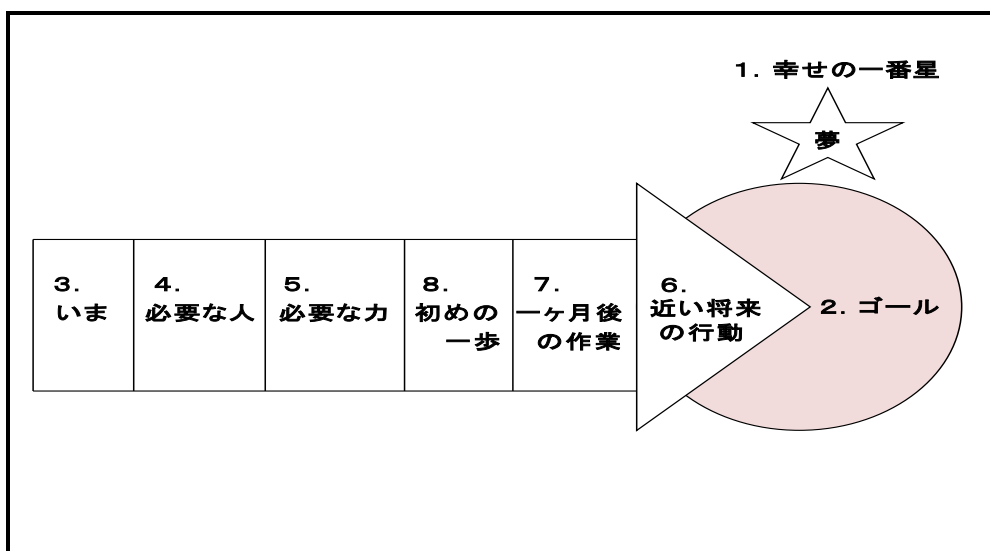 1. 幸せの一番星
夢
3.
いま
4.
必要な人
5.
必要な力
8.
初めの
一歩
7.
一ヶ月後
の作業
6.
近い将来
の行動
2. ゴール